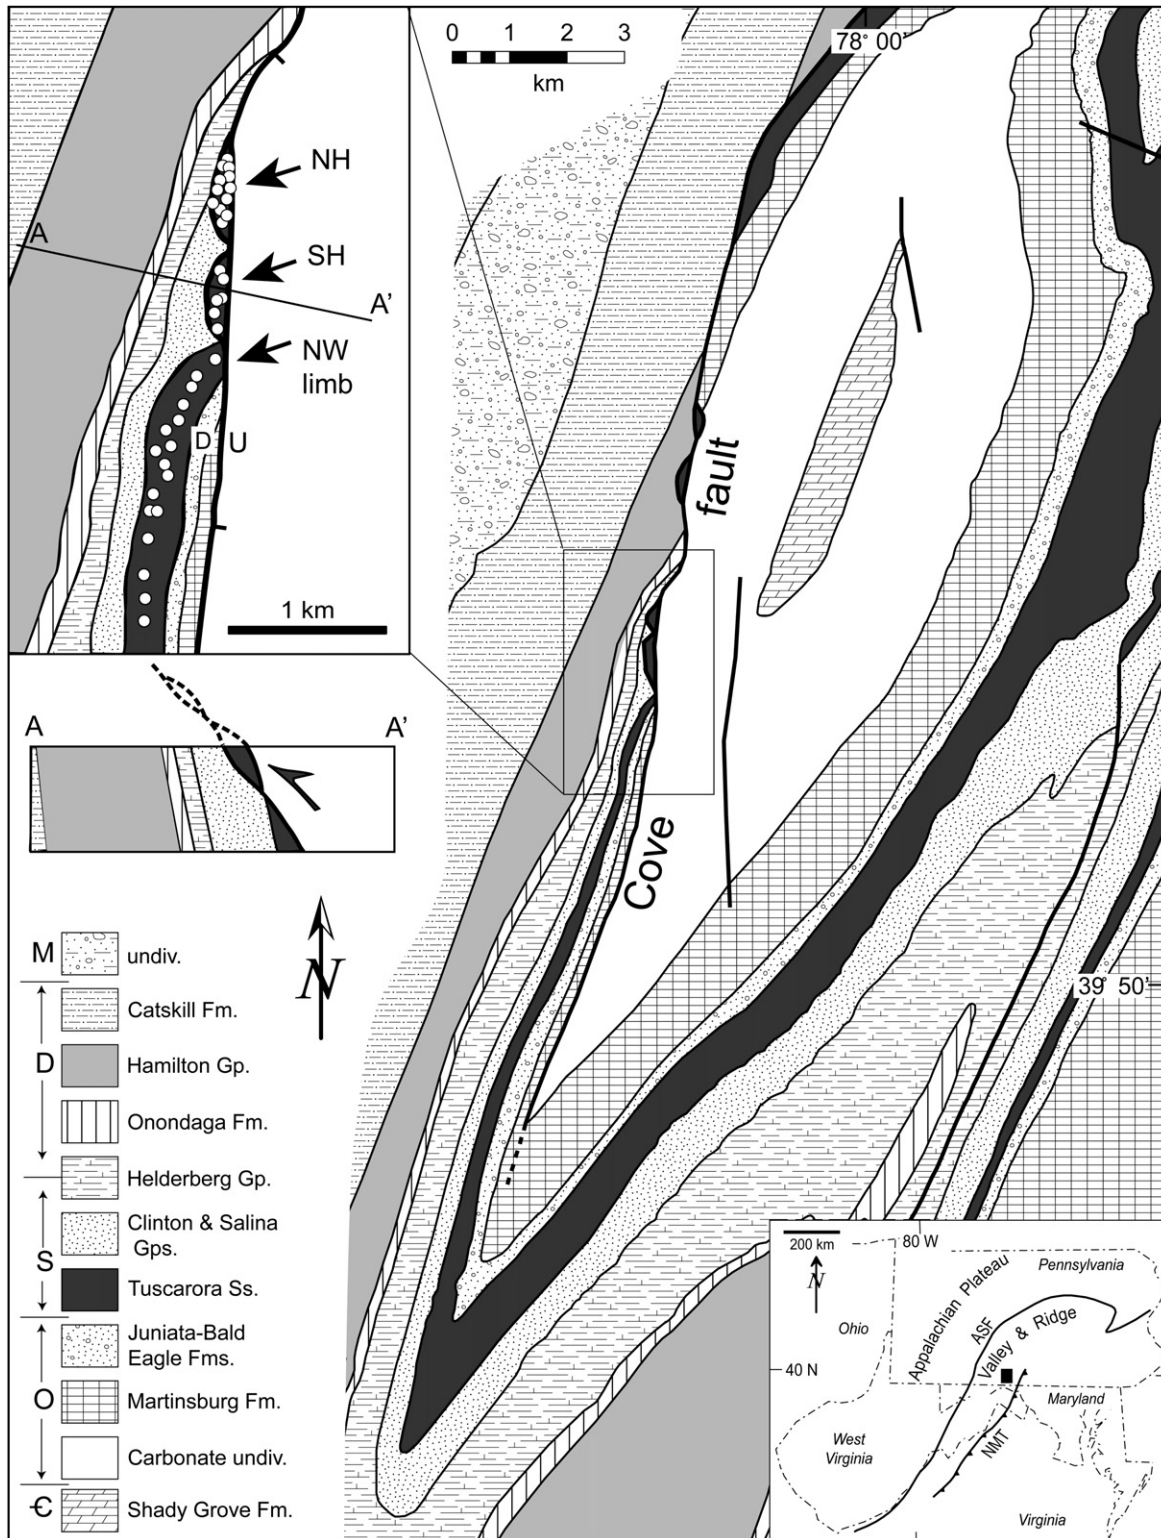 0 1 2 3
km
78° 00'
NH
A
SH
A'
NW
limb
D U
1 km
fault
A A'
Cove
N
M undiv.
Catskill Fm.
D Hamilton Gp.
Onondaga Fm.
Helderberg Gp.
Clinton & Salina
S Gps.
Tuscarora Ss.
Juniata-Bald
Eagle Fms.
O Martinsburg Fm.
Carbonate undiv.
Ꞓ Shady Grove Fm.
39° 50'
200 km
80 W
N
Pennsylvania
Appalachian Plateau
Ohio
ASF
Valley & Ridge
40 N
Maryland
West
Virginia
NMT
Virginia